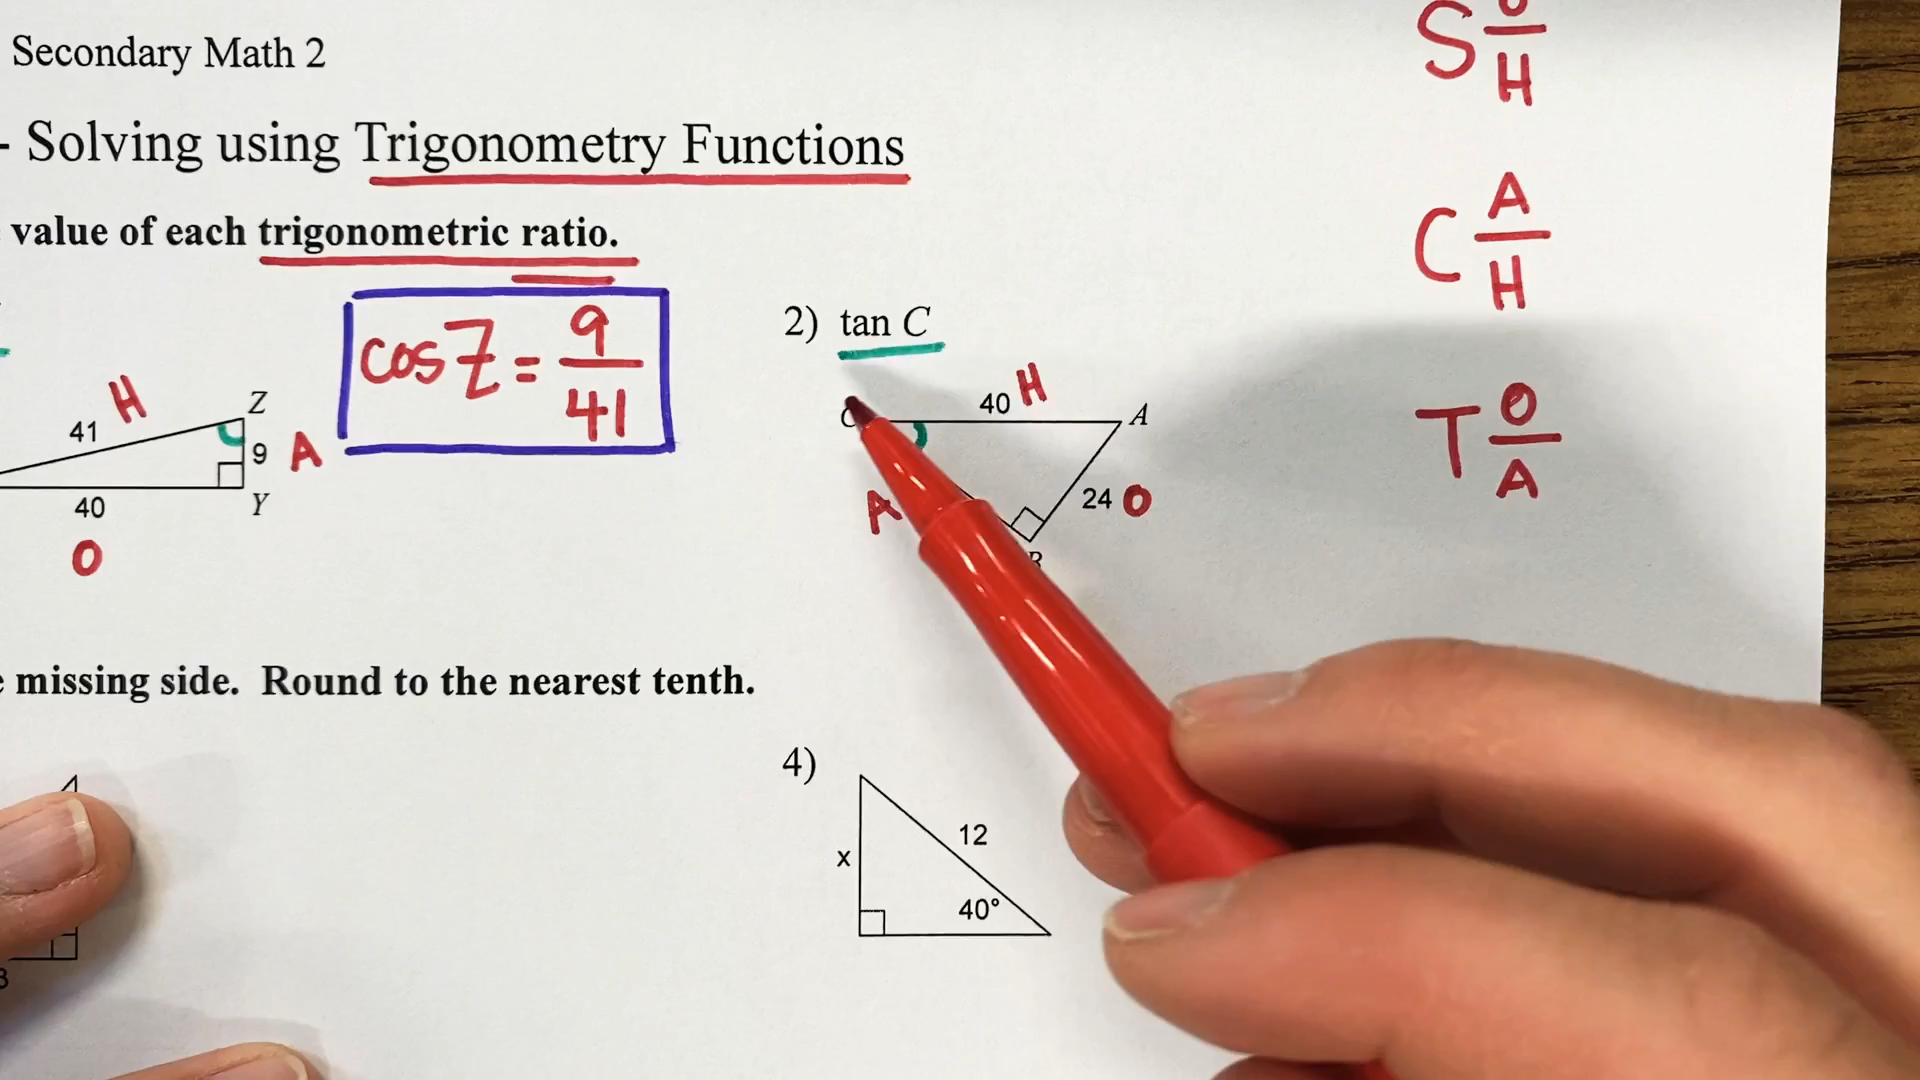 Secondary Math 2
- Solving using Trigonometry Functions
value of each trigonometric ratio.
cos Z = 9/41
41 H
Z
9 A
40
Y
O
2) tan C
40 H
A
A
24 O
B
S O/H
C A/H
T O/A
missing side. Round to the nearest tenth.
4)
12
x
40°